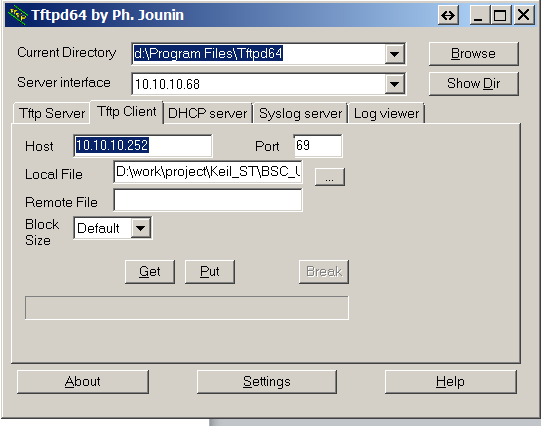 Tftpd64 by Ph. Jounin
Current Directory d:\Program Files\Tftpd64 Browse
Server interface 10.10.10.68 Show Dir
Tftp Server Tftp Client DHCP server Syslog server Log viewer
Host 10.10.10.252 Port 69
Local File D:\work\project\Keil_ST\BSC_U ...
Remote File
Block Size Default
Get Put Break
About Settings Help